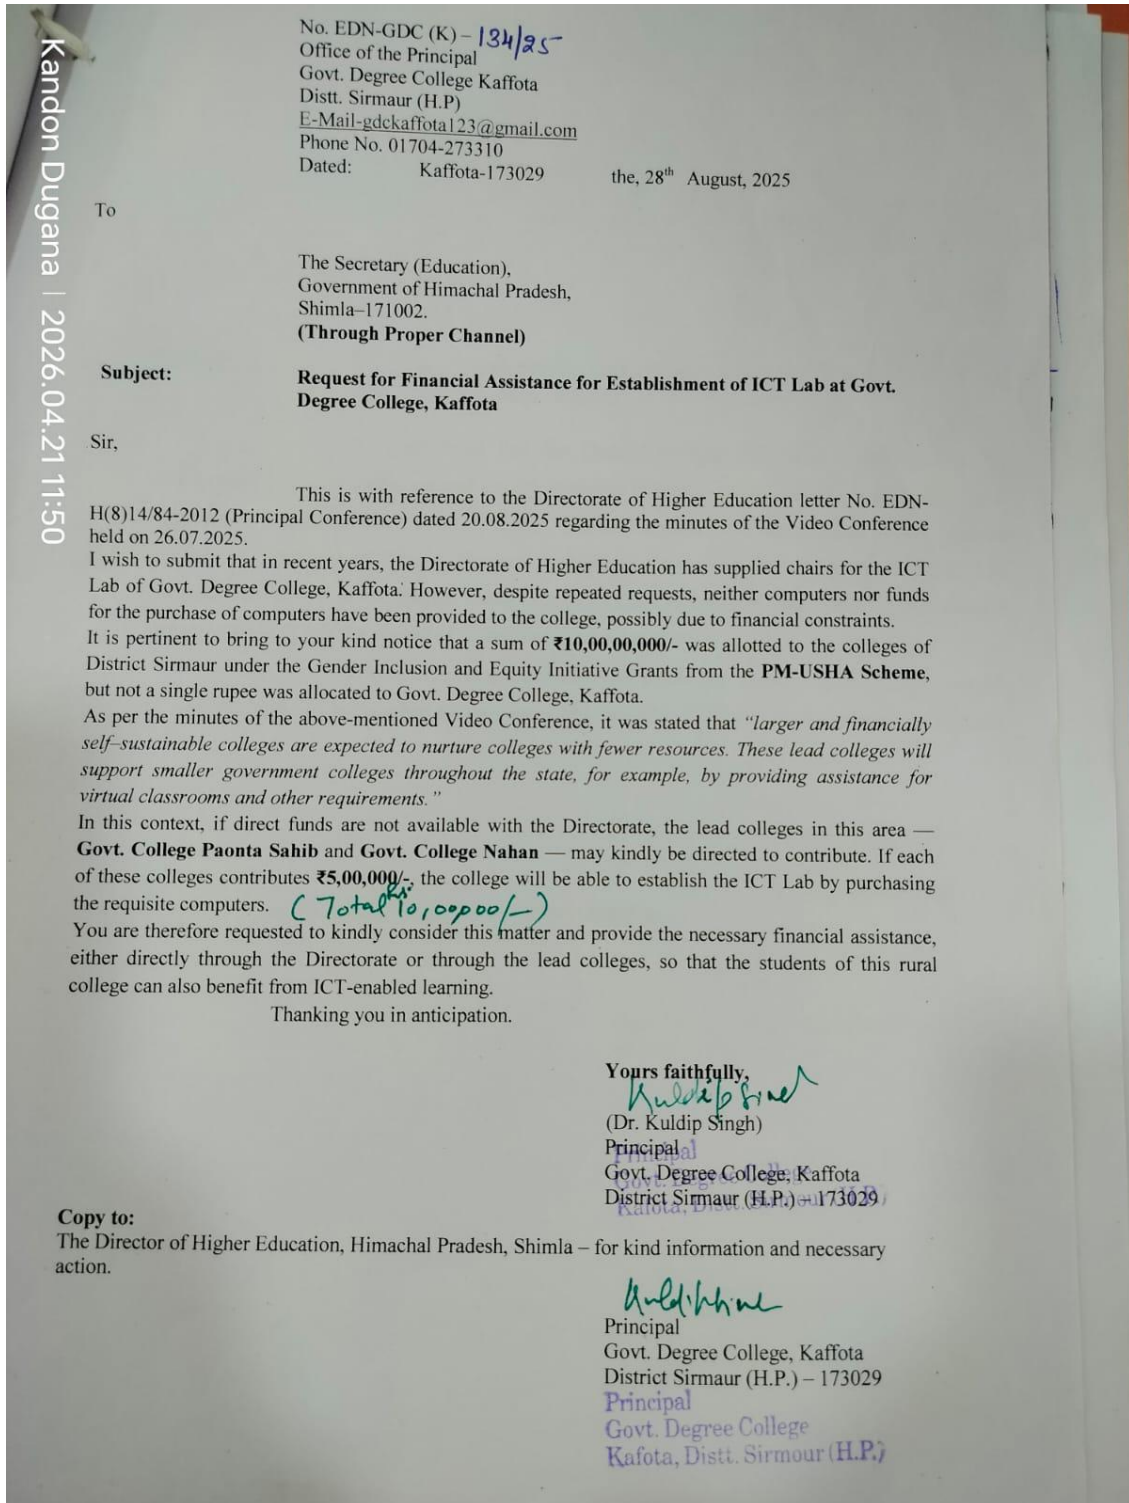 No. EDN-GDC (K) – 134/25
Office of the Principal
Govt. Degree College Kaffota
Distt. Sirmaur (H.P)
E-Mail-gdckaffota123@gmail.com
Phone No. 01704-273310
Dated: Kaffota-173029 the, 28th August, 2025
To
The Secretary (Education),
Government of Himachal Pradesh,
Shimla–171002.
(Through Proper Channel)
Subject: Request for Financial Assistance for Establishment of ICT Lab at Govt.
Degree College, Kaffota
Sir,
This is with reference to the Directorate of Higher Education letter No. EDN-
H(8)14/84-2012 (Principal Conference) dated 20.08.2025 regarding the minutes of the Video Conference
held on 26.07.2025.
I wish to submit that in recent years, the Directorate of Higher Education has supplied chairs for the ICT
Lab of Govt. Degree College, Kaffota. However, despite repeated requests, neither computers nor funds
for the purchase of computers have been provided to the college, possibly due to financial constraints.
It is pertinent to bring to your kind notice that a sum of ₹10,00,00,000/- was allotted to the colleges of
District Sirmaur under the Gender Inclusion and Equity Initiative Grants from the PM-USHA Scheme,
but not a single rupee was allocated to Govt. Degree College, Kaffota.
As per the minutes of the above-mentioned Video Conference, it was stated that “larger and financially
self–sustainable colleges are expected to nurture colleges with fewer resources. These lead colleges will
support smaller government colleges throughout the state, for example, by providing assistance for
virtual classrooms and other requirements.”
In this context, if direct funds are not available with the Directorate, the lead colleges in this area —
Govt. College Paonta Sahib and Govt. College Nahan — may kindly be directed to contribute. If each
of these colleges contributes ₹5,00,000/-, the college will be able to establish the ICT Lab by purchasing
the requisite computers. (Total Rs. 10,00,000/-)
You are therefore requested to kindly consider this matter and provide the necessary financial assistance,
either directly through the Directorate or through the lead colleges, so that the students of this rural
college can also benefit from ICT-enabled learning.
Thanking you in anticipation.
Yours faithfully,
Kuldip Singh
(Dr. Kuldip Singh)
Principal
Govt. Degree College, Kaffota
District Sirmaur (H.P.) – 173029
Principal
Govt. Degree College
Kafota, Distt. Sirmour (H.P.)
Copy to:
The Director of Higher Education, Himachal Pradesh, Shimla – for kind information and necessary
action.
Principal
Govt. Degree College, Kaffota
District Sirmaur (H.P.) – 173029
Principal
Govt. Degree College
Kafota, Distt. Sirmour (H.P.)
Kandon Dugana | 2026.04.21 11:50